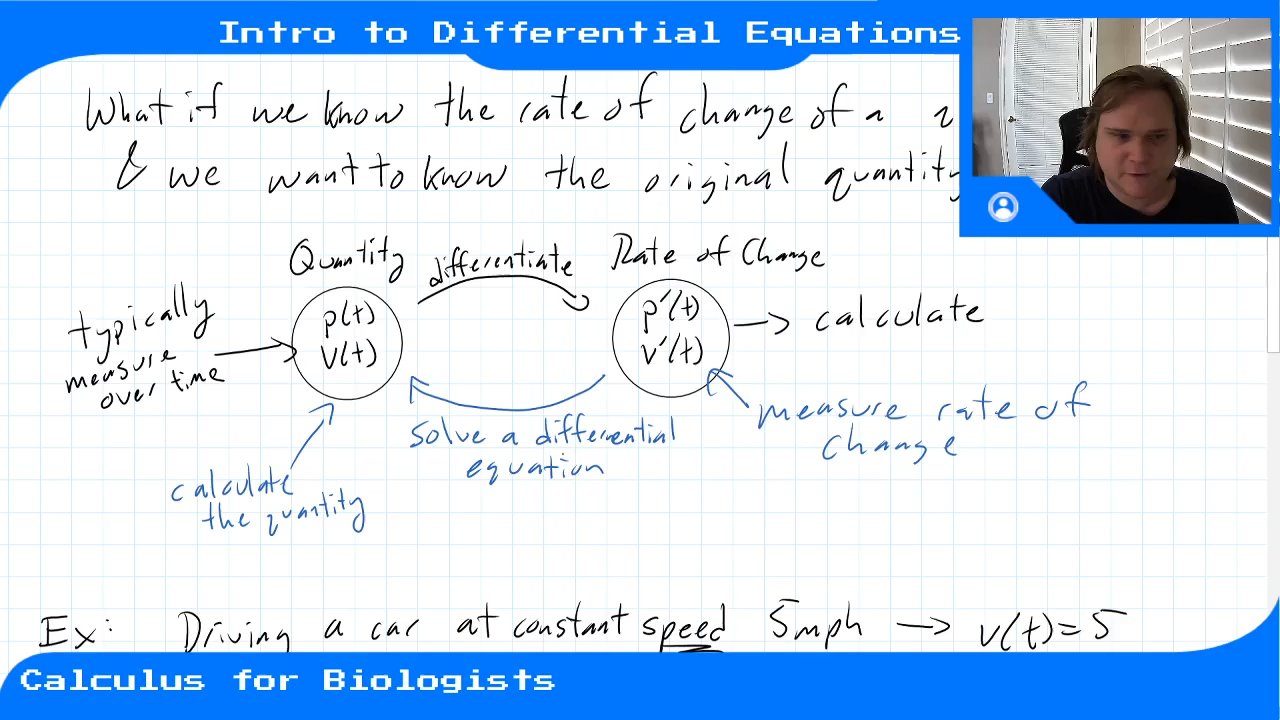 Intro to Differential Equations
What if we know the rate of change of a
& we want to know the original quantity
Quantity
differentiate
Rate of Change
typically
measure
over time
p(t)
v(t)
p'(t)
v'(t)
calculate
solve a differential
equation
measure rate of
change
calculate
the quantity
Ex: Driving a car at constant speed 5mph → v(t)=5
Calculus for Biologists